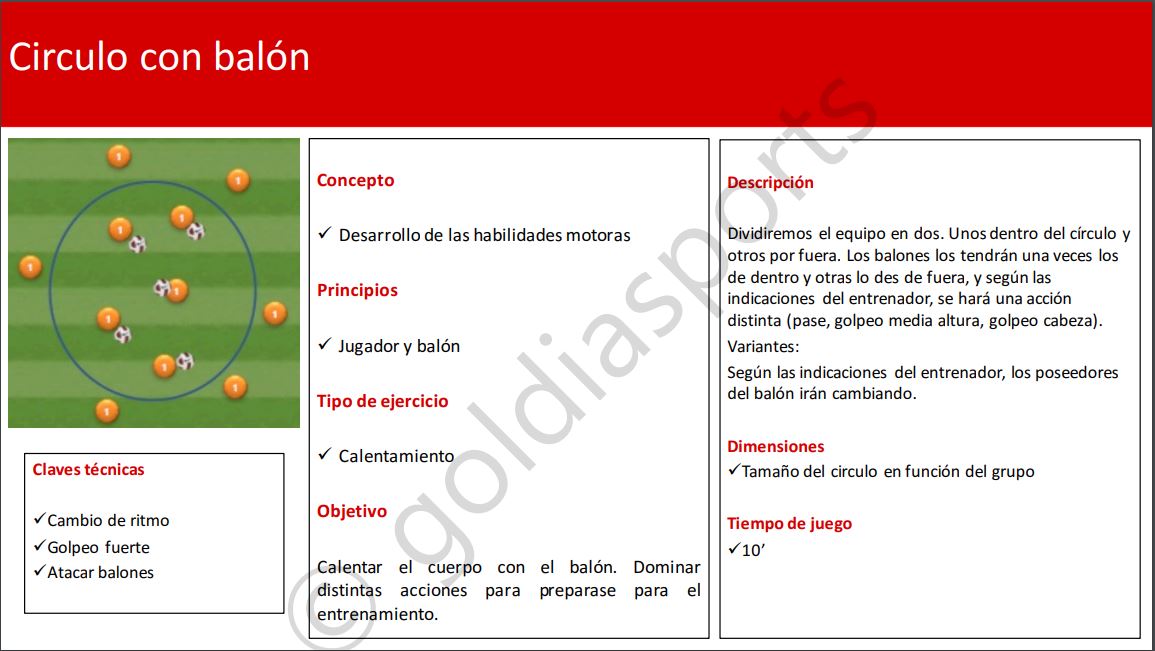 Circulo con balón
1
1
1
1
1
1
1
1
1
1
1
Claves técnicas
✓Cambio de ritmo
✓Golpeo fuerte
✓Atacar balones
Concepto
✓ Desarrollo de las habilidades motoras
Principios
✓ Jugador y balón
Tipo de ejercicio
✓ Calentamiento
Objetivo
Calentar el cuerpo con el balón. Dominar
distintas acciones para preparase para el
entrenamiento.
Descripción
Dividiremos el equipo en dos. Unos dentro del círculo y
otros por fuera. Los balones los tendrán una veces los
de dentro y otras lo des de fuera, y según las
indicaciones del entrenador, se hará una acción
distinta (pase, golpeo media altura, golpeo cabeza).
Variantes:
Según las indicaciones del entrenador, los poseedores
del balón irán cambiando.
Dimensiones
✓Tamaño del circulo en función del grupo
Tiempo de juego
✓10’
© goldiasports